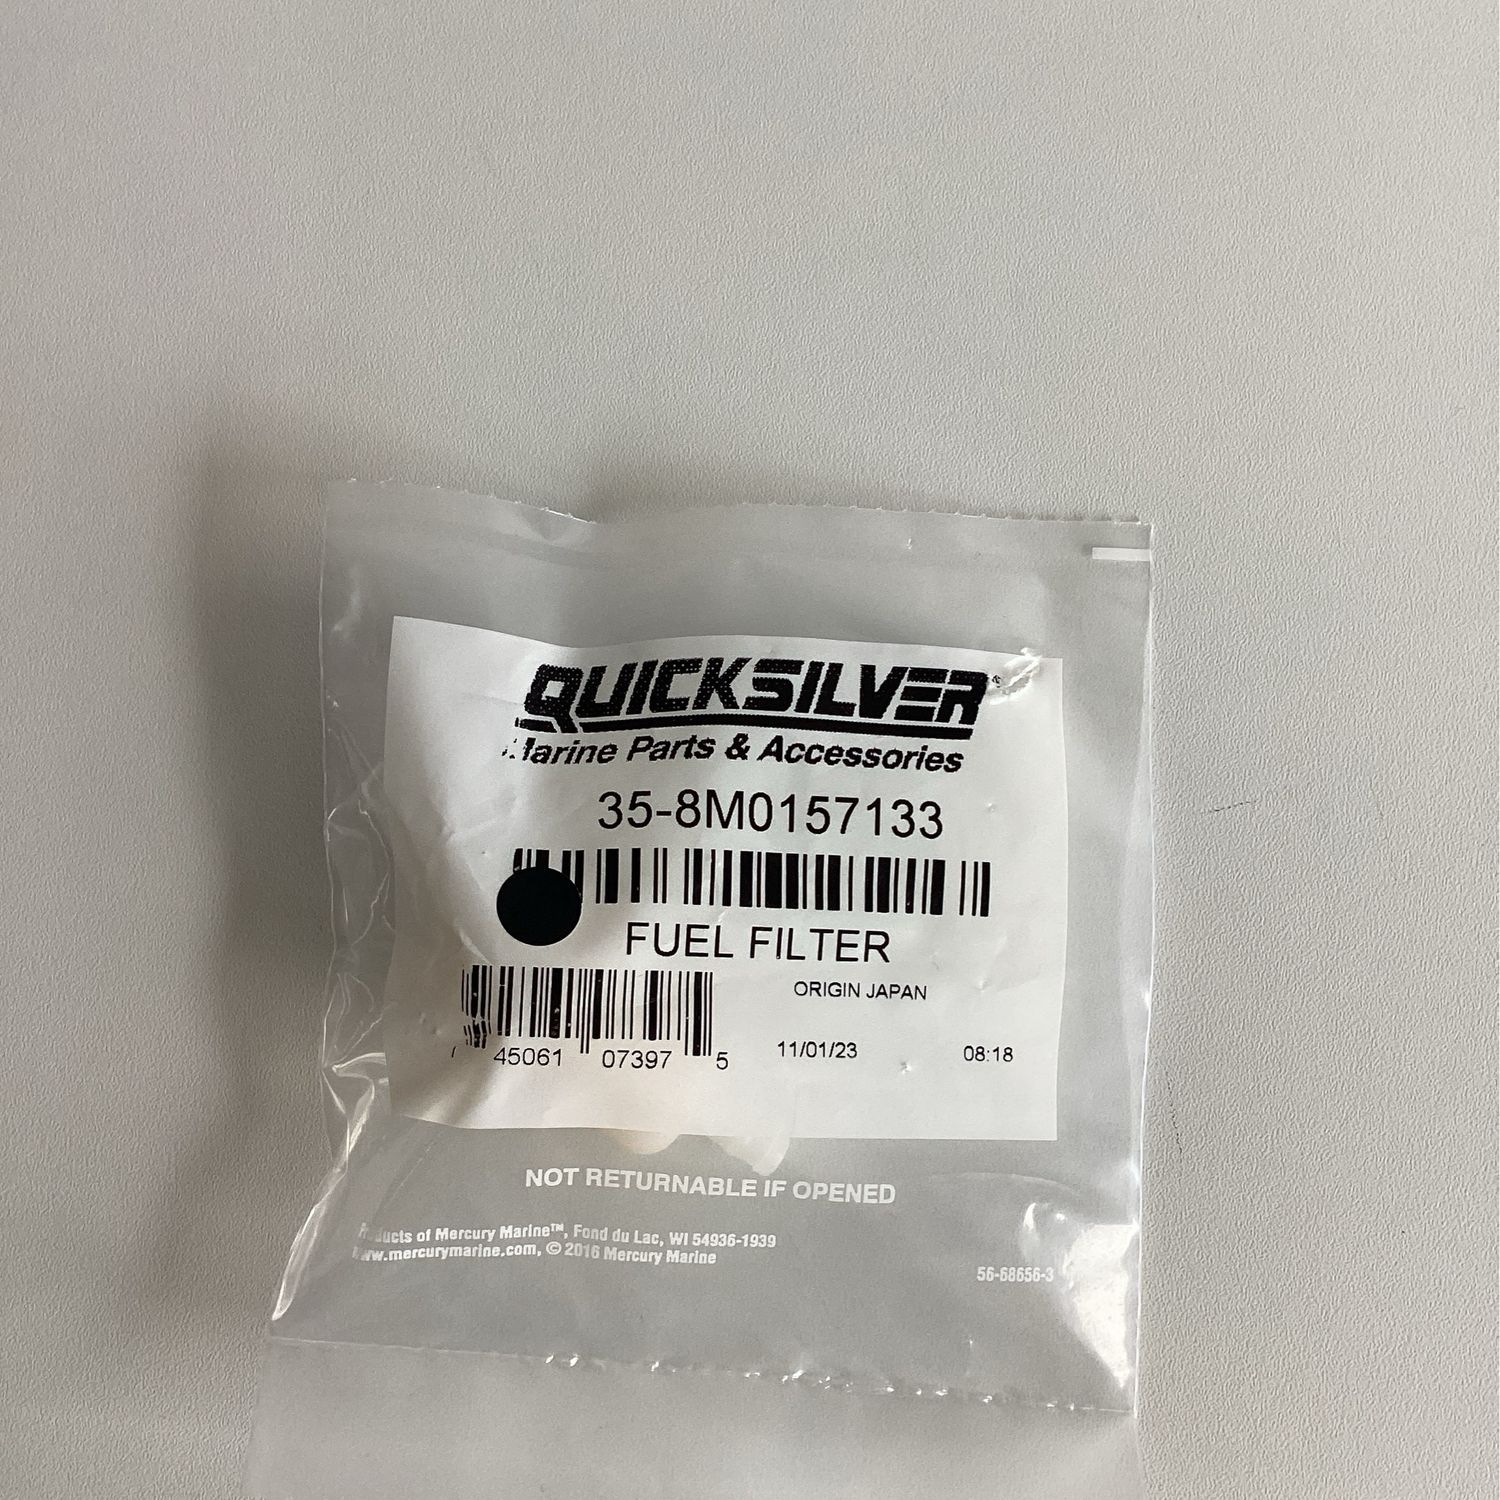 QUICKSILVER®
Marine Parts & Accessories
35-8M0157133
FUEL FILTER
ORIGIN JAPAN
45061 07397 5
11/01/23 08:18
NOT RETURNABLE IF OPENED
Products of Mercury Marine™, Fond du Lac, WI 54936-1939
www.mercurymarine.com, © 2016 Mercury Marine
56-68656-3